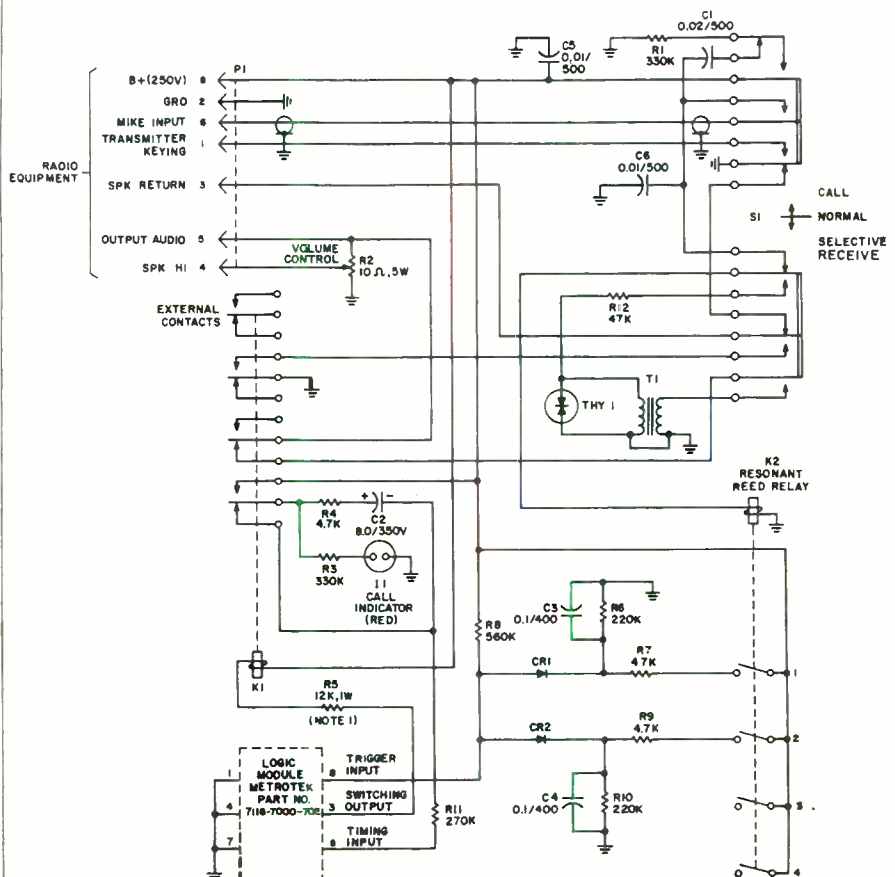 C1
0.02/500
C5
0.01/
500
R1
330K
P1
B+(250V) 8
GRD 2
MIKE INPUT 6
TRANSMITTER
KEYING 1
RADIO
EQUIPMENT
SPK RETURN 3
C6
0.01/500
CALL
S1 NORMAL
SELECTIVE
RECEIVE
OUTPUT AUDIO 5
VOLUME
CONTROL
R2
10Ω,5W
SPK HI 4
EXTERNAL
CONTACTS
R12
47K
T1
THY 1
K2
RESONANT
REED RELAY
R4
4.7K
+ -
C2
8.0/350V
R3
330K
I1
CALL
INDICATOR
(RED)
C3
0.1/400
R6
220K
R8
560K
CR1
R7
47K
1
K1
R5
12K,1W
(NOTE 1)
CR2
R9
4.7K
2
LOGIC
MODULE
METROTEK
PART NO.
1
8 TRIGGER
INPUT
4
3 SWITCHING
OUTPUT
7
TIMING
INPUT
R11
270K
C4
0.1/400
R10
220K
3
4